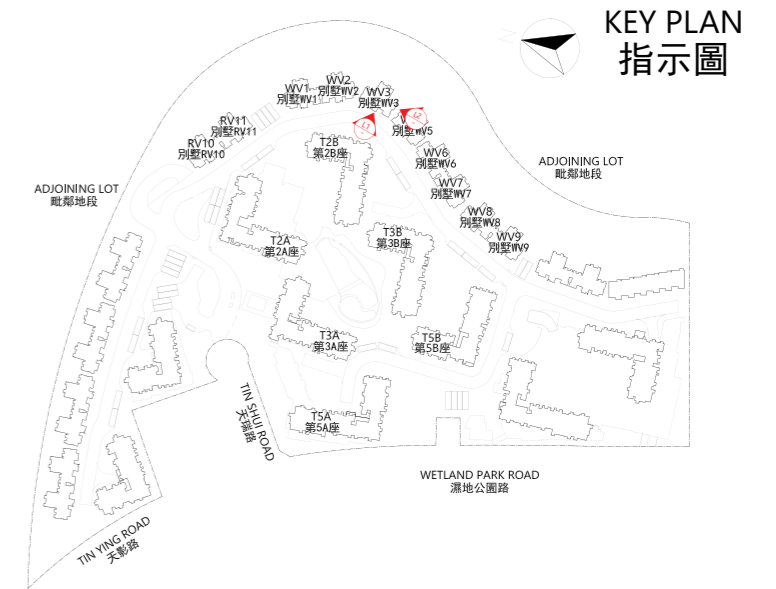 KEY PLAN
指示圖
WV2
別墅WV2
WV1
別墅WV1
WV3
別墅WV3
L1
L2
別墅WV5
RV11
別墅RV11
RV10
別墅RV10
T2B
第2B座
WV6
別墅WV6
ADJOINING LOT
毗鄰地段
WV7
別墅WV7
ADJOINING LOT
毗鄰地段
WV8
別墅WV8
T2A
第2A座
T3B
第3B座
WV9
別墅WV9
T3A
第3A座
T5B
第5B座
TIN SHUI ROAD
天瑞路
T5A
第5A座
WETLAND PARK ROAD
濕地公園路
TIN YING ROAD
天影路